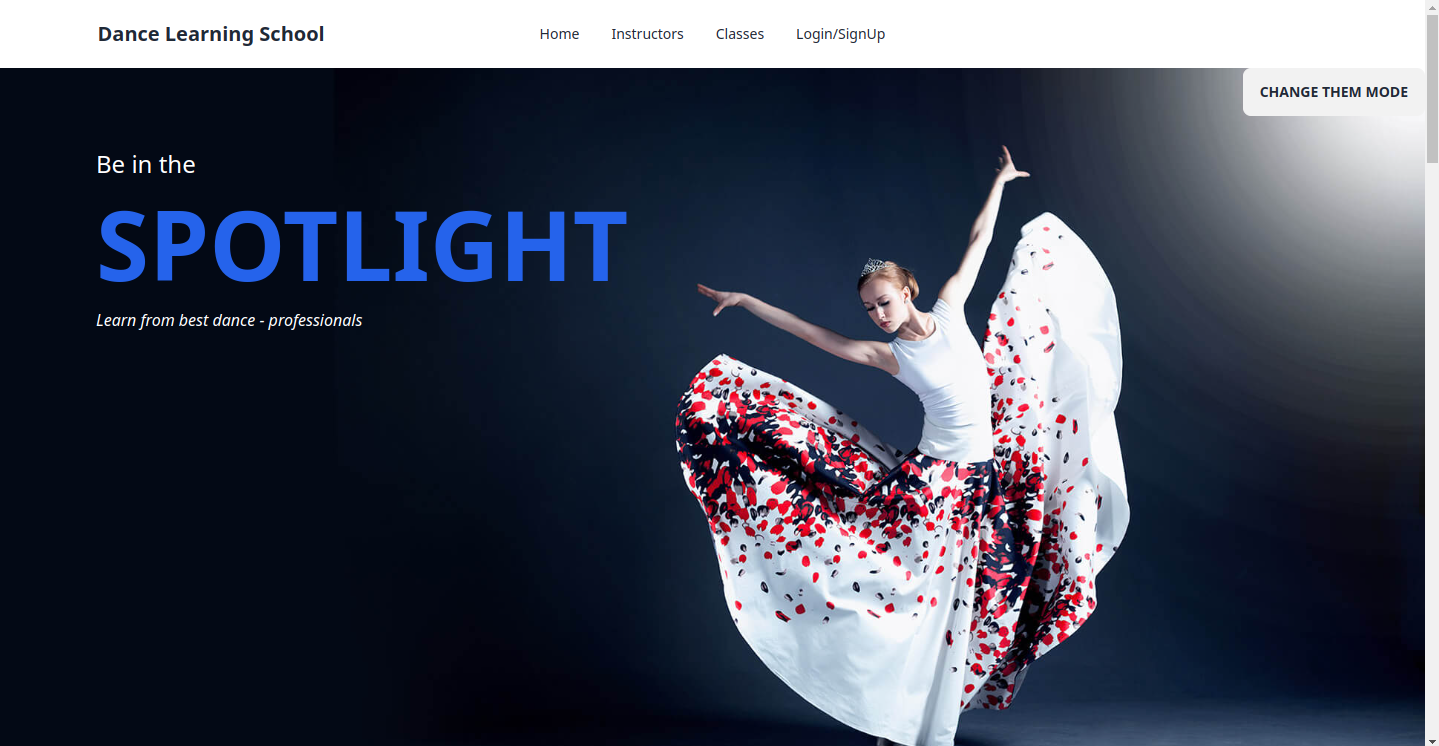 Dance Learning School
Home Instructors Classes Login/SignUp
CHANGE THEM MODE
Be in the
SPOTLIGHT
Learn from best dance - professionals